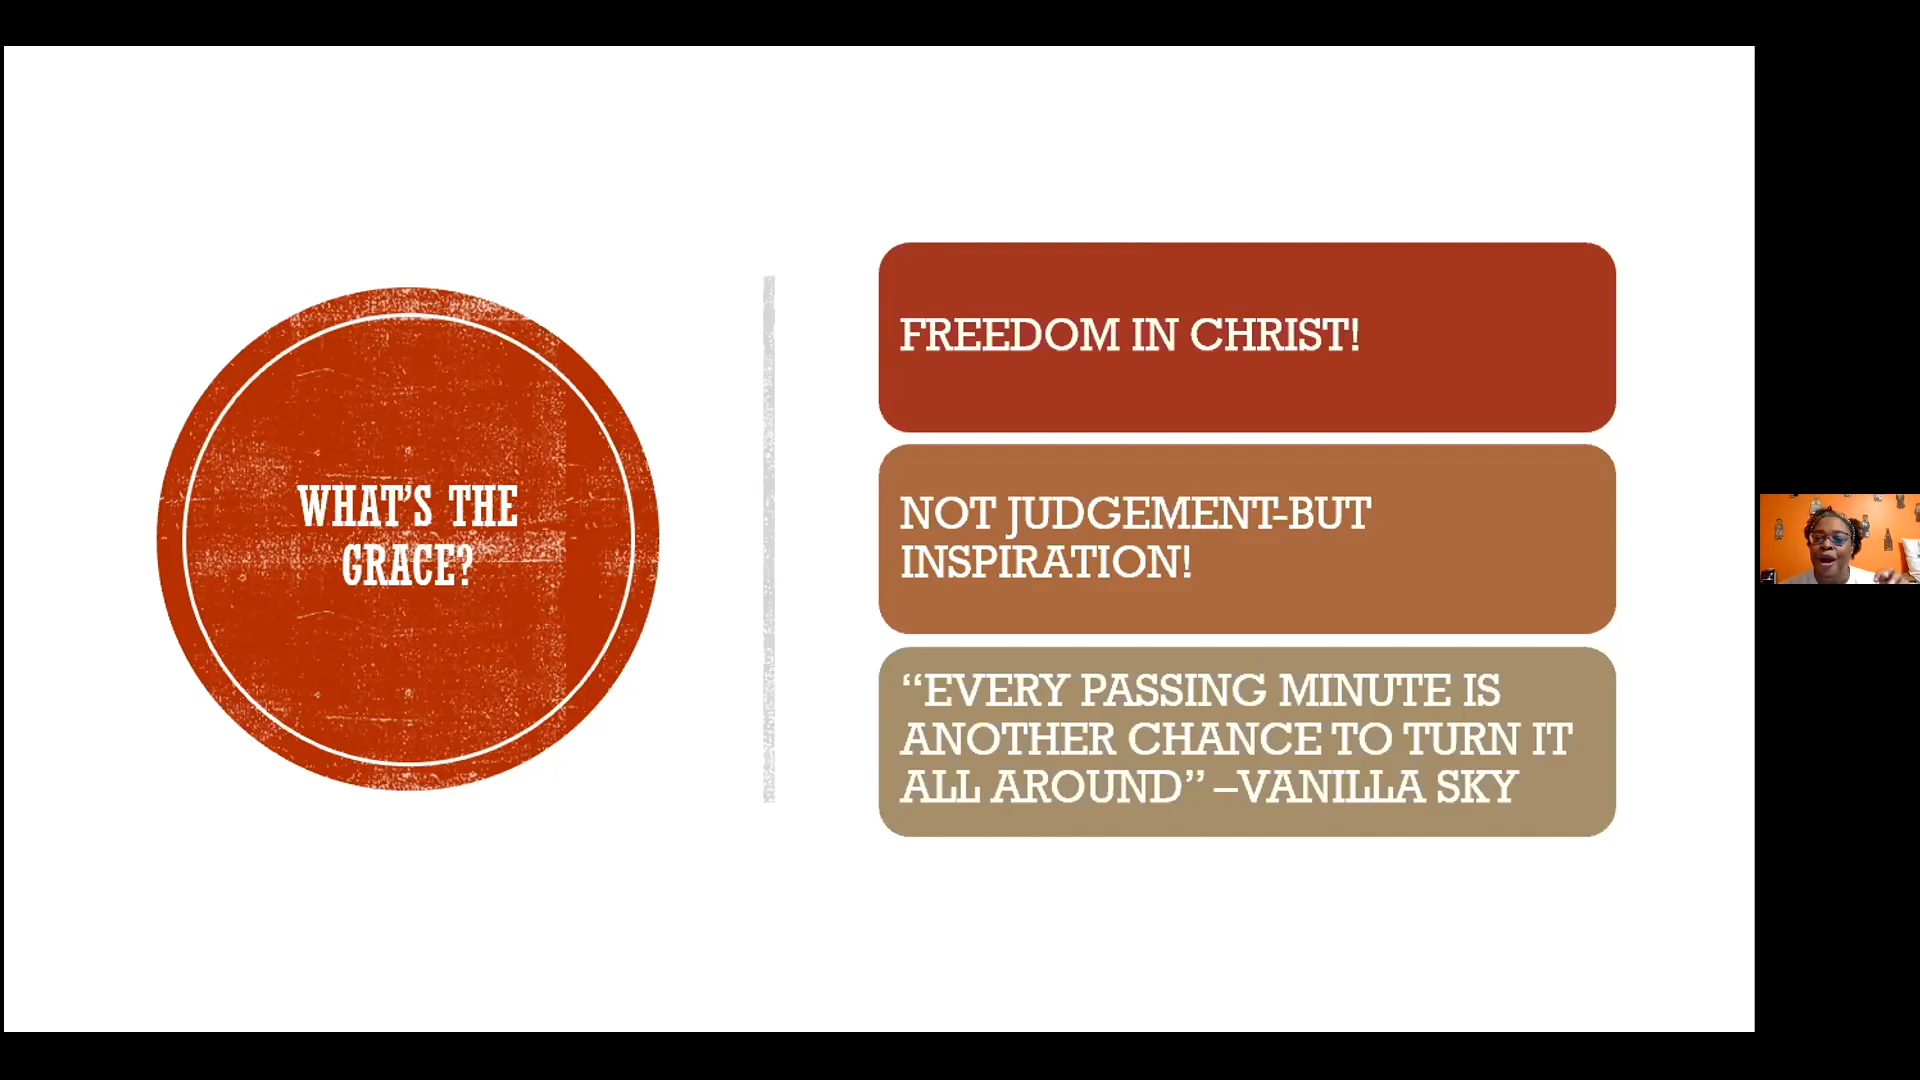 WHAT’S THE
GRACE?
FREEDOM IN CHRIST!
NOT JUDGEMENT-BUT
INSPIRATION!
“EVERY PASSING MINUTE IS
ANOTHER CHANCE TO TURN IT
ALL AROUND” –VANILLA SKY